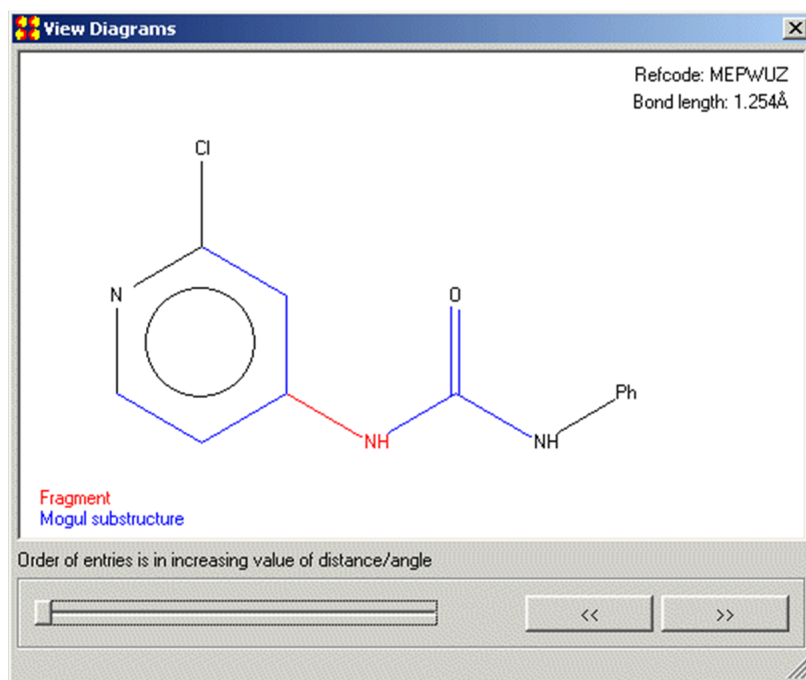 View Diagrams
Refcode: MEPWUZ
Bond length: 1.254Å
Cl
N
O
Ph
NH
NH
Fragment
Mogul substructure
Order of entries is in increasing value of distance/angle
<<
>>